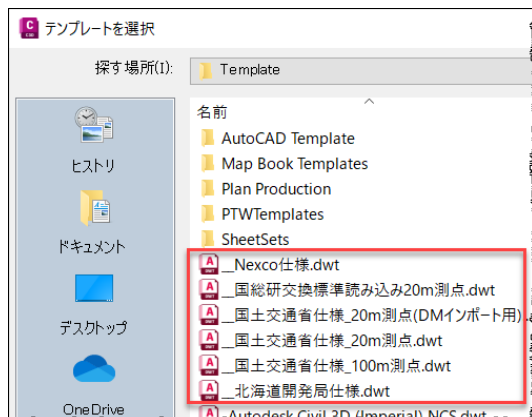 テンプレートを選択
探す場所(I):
Template
名前
AutoCAD Template
Map Book Templates
Plan Production
PTWTemplates
SheetSets
__Nexco仕様.dwt
__国総研交換標準読み込み20m測点.dwt
__国土交通省仕様_20m測点(DMインポート用)
__国土交通省仕様_20m測点.dwt
__国土交通省仕様_100m測点.dwt
__北海道開発局仕様.dwt
_Autodesk Civil 3D (Imperial) NCS.dwt
ヒストリ
ドキュメント
デスクトップ
OneDrive